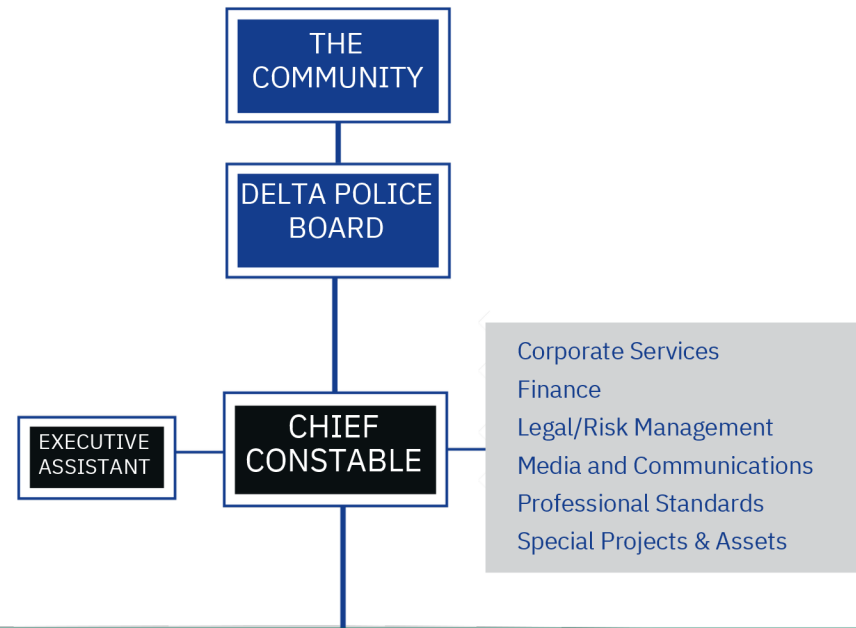 THE
COMMUNITY
DELTA POLICE
BOARD
EXECUTIVE
ASSISTANT
CHIEF
CONSTABLE
Corporate Services
Finance
Legal/Risk Management
Media and Communications
Professional Standards
Special Projects & Assets